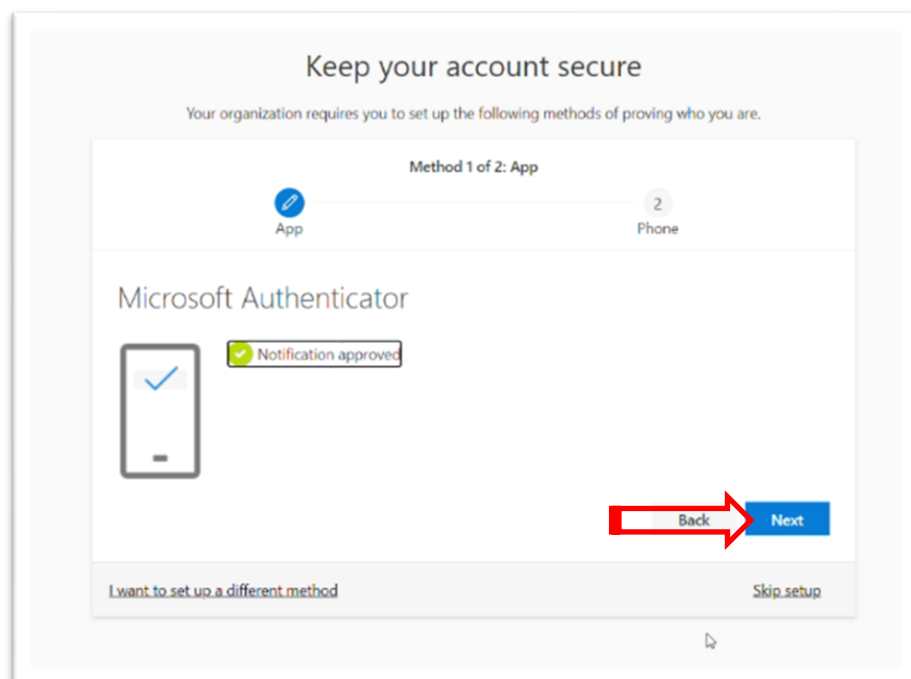 Keep your account secure
Your organization requires you to set up the following methods of proving who you are.
Method 1 of 2: App
2
App
Phone
Microsoft Authenticator
Notification approved
Back
Next
I want to set up a different method
Skip setup